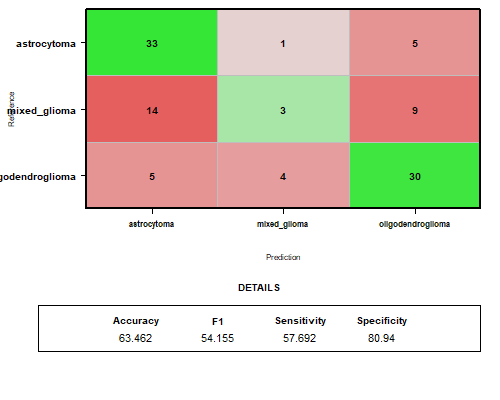 astrocytoma 33 1 5
Reference
mixed_glioma 14 3 9
godendroglioma 5 4 30
astrocytoma mixed_glioma oligodendroglioma
Prediction
DETAILS
Accuracy F1 Sensitivity Specificity
63.462 54.155 57.692 80.94